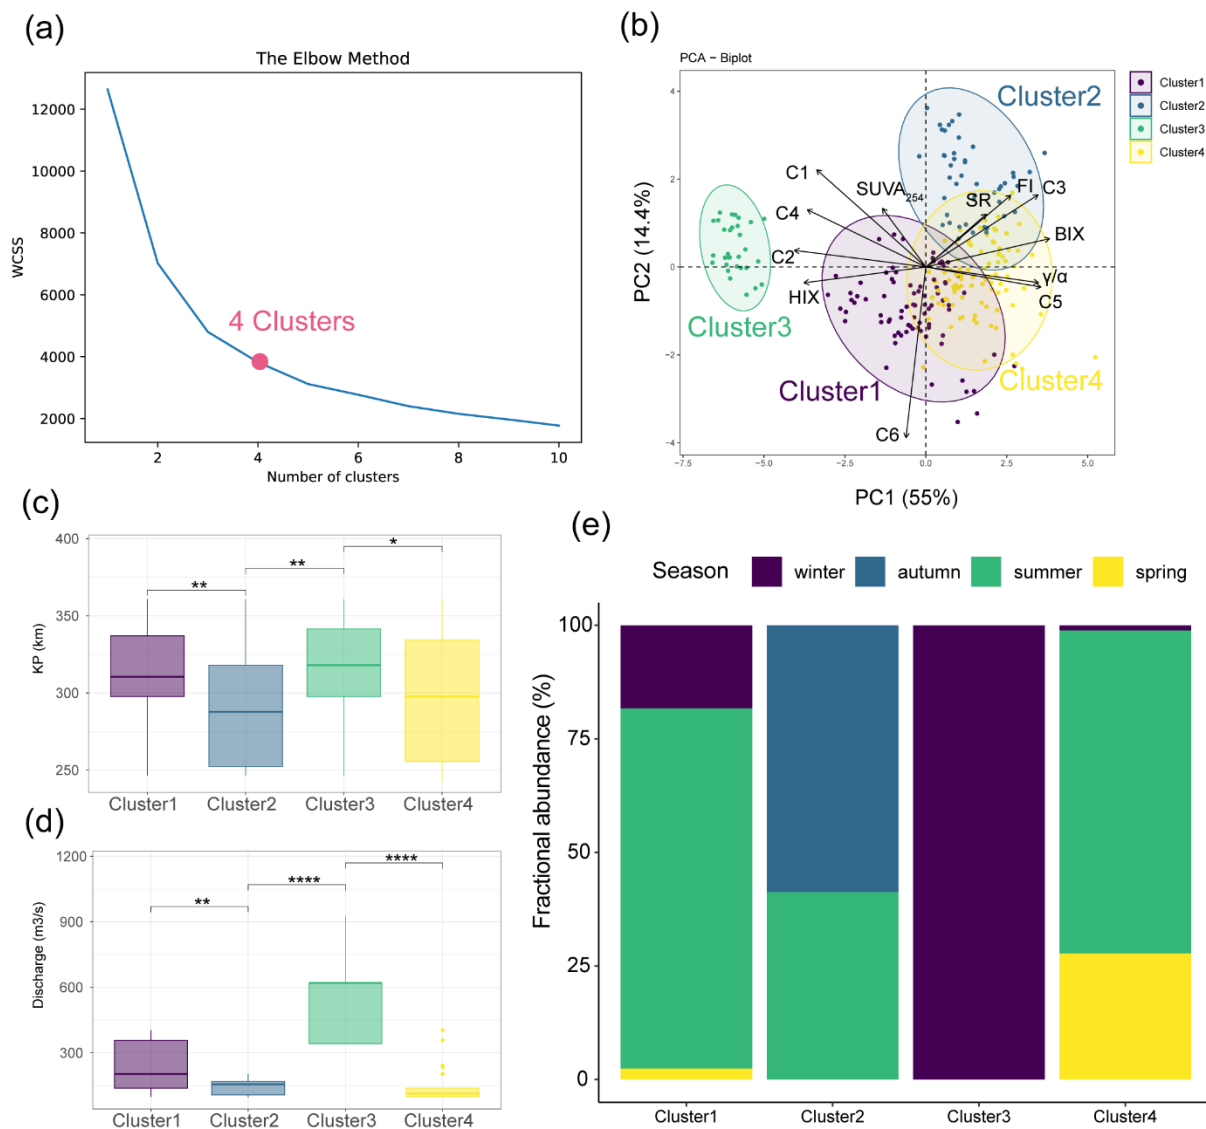 (a)
The Elbow Method
12000
10000
8000
6000
4000
2000
WCSS
4 Clusters
2
4
6
8
10
Number of clusters
(b)
PCA − Biplot
Cluster1
Cluster2
Cluster3
Cluster4
4
2
0
−2
−4
PC2 (14.4%)
Cluster2
C1
SUVA254
FI
C3
C4
SR
BIX
C2
γ/α
HIX
C5
Cluster3
Cluster1
Cluster4
C6
−7.5
−5.0
−2.5
0.0
2.5
5.0
PC1 (55%)
(c)
400
350
300
250
KP (km)
**
**
*
Cluster1
Cluster2
Cluster3
Cluster4
(d)
1200
900
600
300
Discharge (m3/s)
**
****
****
Cluster1
Cluster2
Cluster3
Cluster4
(e)
Season
winter
autumn
summer
spring
100
75
50
25
0
Fractional abundance (%)
Cluster1
Cluster2
Cluster3
Cluster4